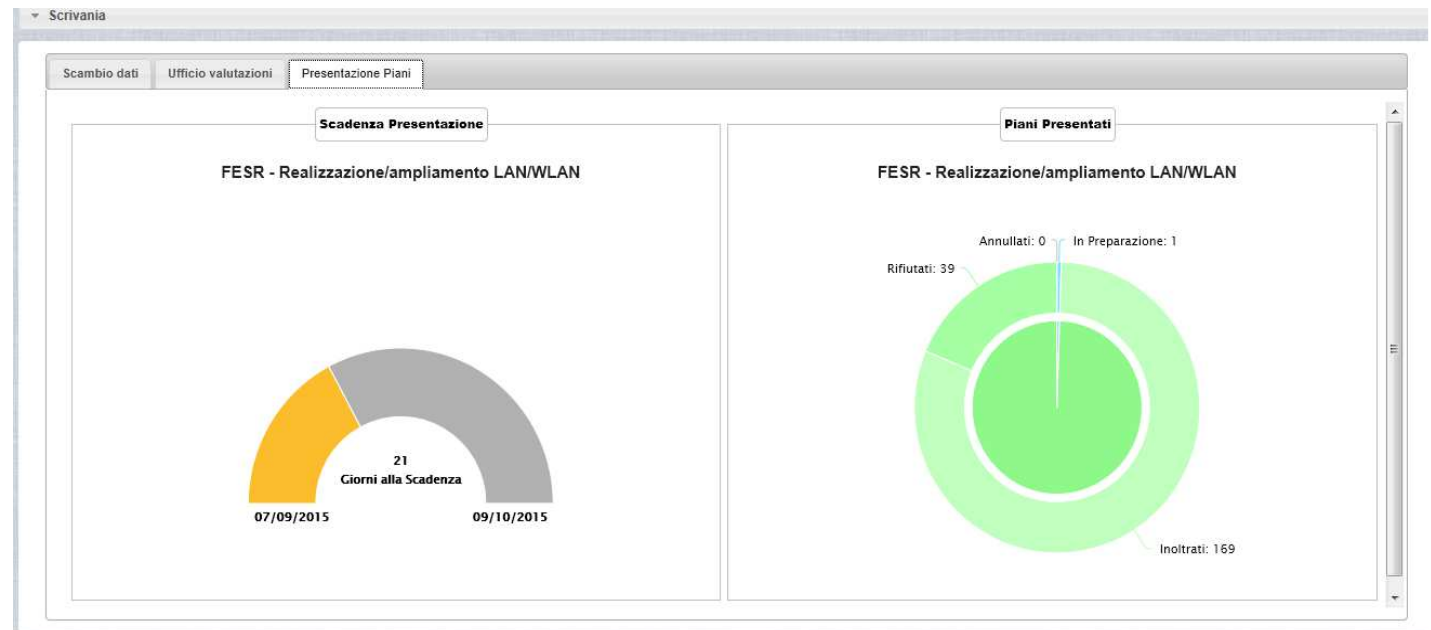 Scrivania
Scambio dati
Ufficio valutazioni
Presentazione Piani
Scadenza Presentazione
FESR - Realizzazione/ampliamento LAN/WLAN
21
Giorni alla Scadenza
07/09/2015
09/10/2015
Piani Presentati
FESR - Realizzazione/ampliamento LAN/WLAN
Annullati: 0
In Preparazione: 1
Rifiutati: 39
Inoltrati: 169